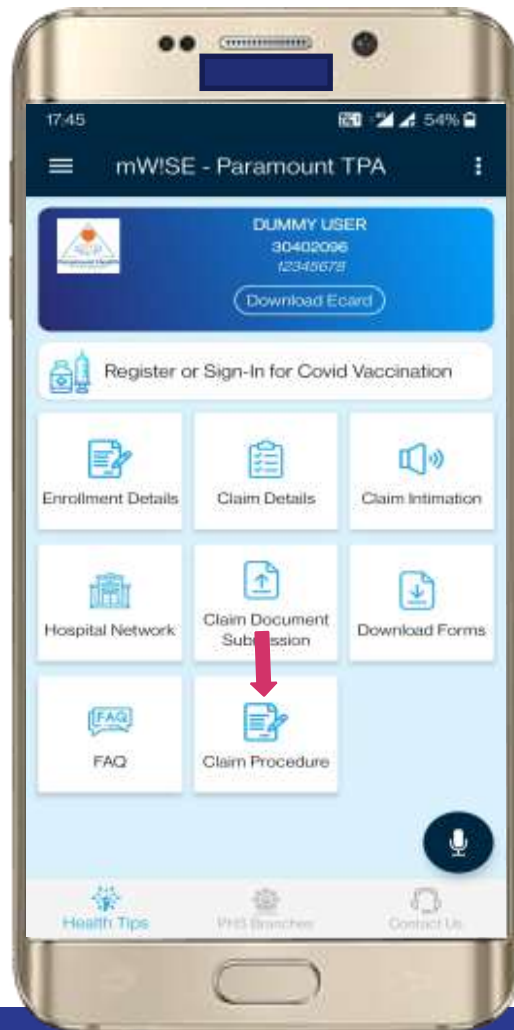 17:45
54%
mW!SE - Paramount TPA
DUMMY USER
30402096
12345678
Download Ecard
Register or Sign-In for Covid Vaccination
Enrollment Details
Claim Details
Claim Intimation
Hospital Network
Claim Document
Submission
Download Forms
FAQ
FAQ
Claim Procedure
Health Tips
PHS Branches
Contact Us